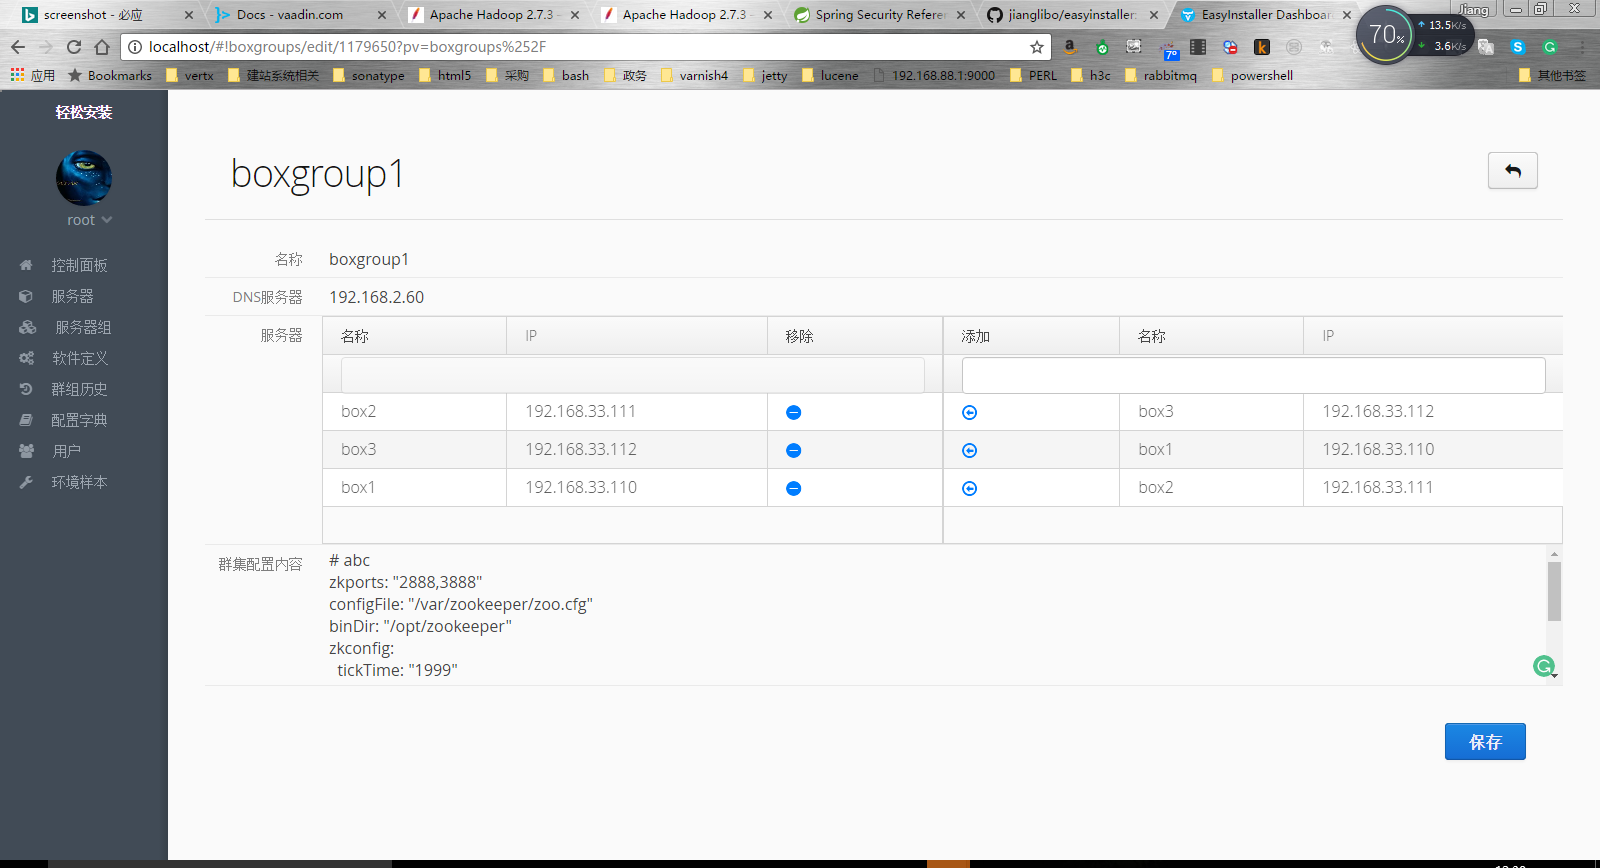 screenshot - 必应
Docs - vaadin.com
Apache Hadoop 2.7.3 -
Apache Hadoop 2.7.3 -
Spring Security Refere
jianglibo/easyinstaller
EasyInstaller Dashboar
Jiang
localhost/#!boxgroups/edit/1179650?pv=boxgroups%252F
7°
70%
13.5K/s
3.6K/s
应用
Bookmarks
vertx
建站系统相关
sonatype
html5
采购
bash
政务
varnish4
jetty
lucene
192.168.88.1:9000
PERL
h3c
rabbitmq
powershell
其他书签
轻松安装
root
控制面板
服务器
服务器组
软件定义
群组历史
配置字典
用户
环境样本
boxgroup1
名称 boxgroup1
DNS服务器 192.168.2.60
服务器
名称 IP 移除 添加 名称 IP
box2 192.168.33.111 box3 192.168.33.112
box3 192.168.33.112 box1 192.168.33.110
box1 192.168.33.110 box2 192.168.33.111
群集配置内容
# abc
zkports: "2888,3888"
configFile: "/var/zookeeper/zoo.cfg"
binDir: "/opt/zookeeper"
zkconfig:
tickTime: "1999"
保存